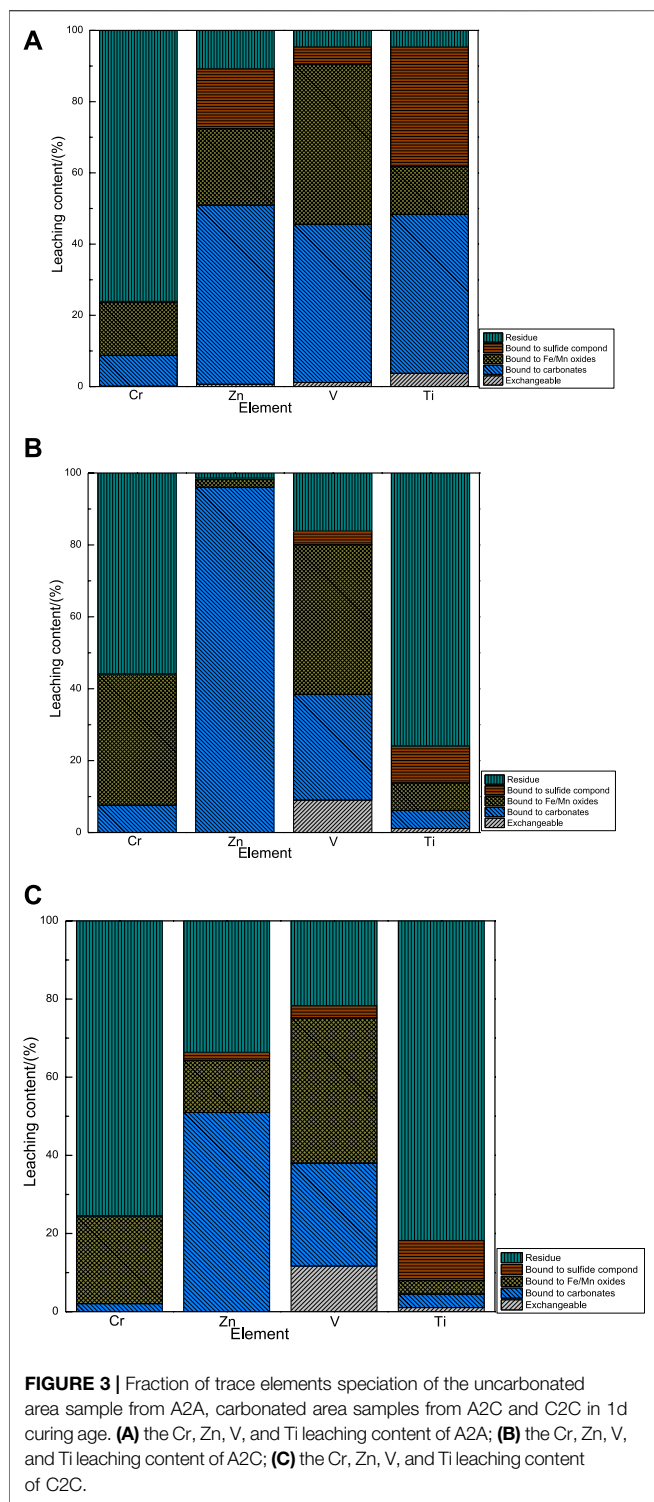 A
100
80
60
40
20
0
Leaching content/(%)
Cr Zn V Ti
Element
Residue
Bound to sulfide compond
Bound to Fe/Mn oxides
Bound to carbonates
Exchangeable
B
100
80
60
40
20
0
Leaching content/(%)
Cr Zn V Ti
Element
Residue
Bound to sulfide compond
Bound to Fe/Mn oxides
Bound to carbonates
Exchangeable
C
100
80
60
40
20
0
Leaching content/(%)
Cr Zn V Ti
Element
Residue
Bound to sulfide compond
Bound to Fe/Mn oxides
Bound to carbonates
Exchangeable
FIGURE 3 | Fraction of trace elements speciation of the uncarbonated
area sample from A2A, carbonated area samples from A2C and C2C in 1d
curing age. (A) the Cr, Zn, V, and Ti leaching content of A2A; (B) the Cr, Zn, V,
and Ti leaching content of A2C; (C) the Cr, Zn, V, and Ti leaching content
of C2C.